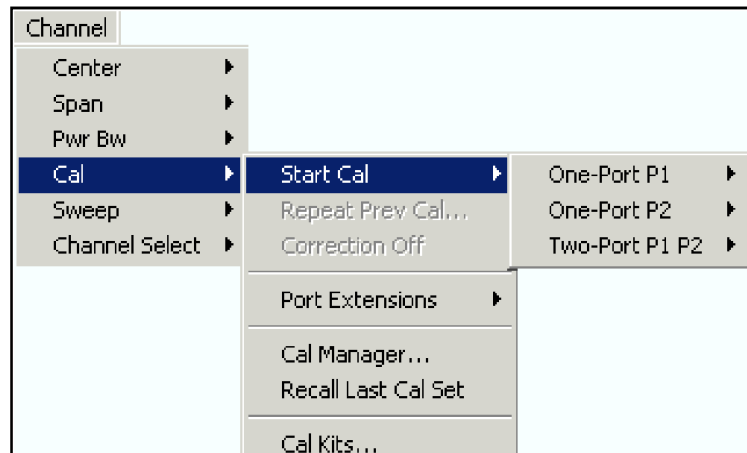 Channel
Center
Span
Pwr Bw
Cal
Sweep
Channel Select
Start Cal
Repeat Prev Cal...
Correction Off
Port Extensions
Cal Manager...
Recall Last Cal Set
Cal Kits...
One-Port P1
One-Port P2
Two-Port P1 P2